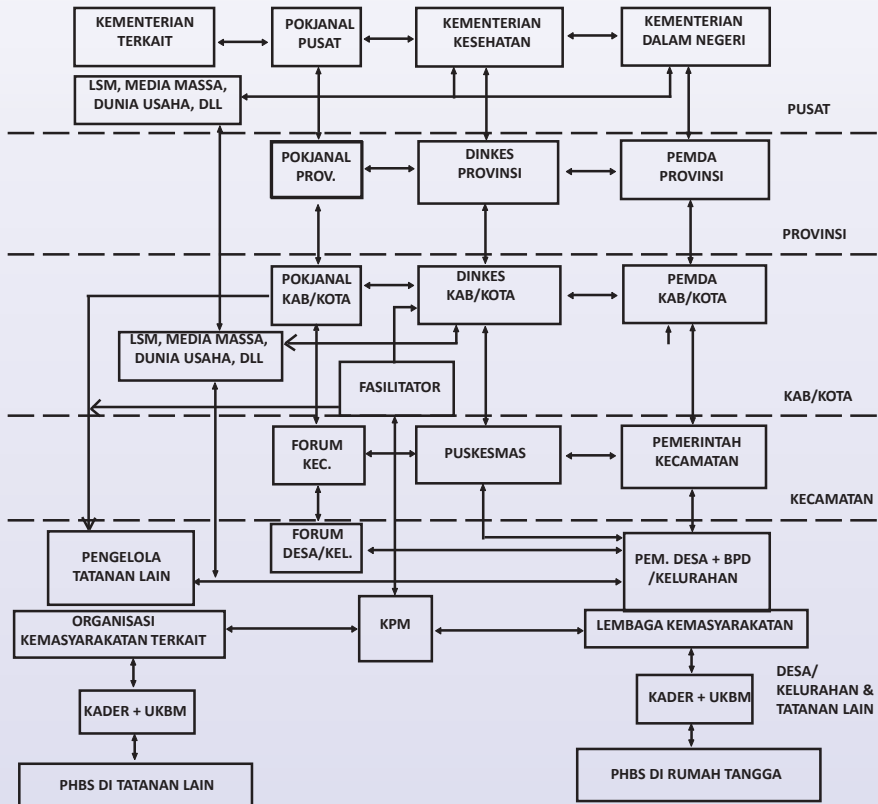 KEMENTERIAN
TERKAIT
POKJANAL
PUSAT
KEMENTERIAN
KESEHATAN
KEMENTERIAN
DALAM NEGERI
LSM, MEDIA MASSA,
DUNIA USAHA, DLL
PUSAT
POKJANAL
PROV.
DINKES
PROVINSI
PEMDA
PROVINSI
PROVINSI
POKJANAL
KAB/KOTA
DINKES
KAB/KOTA
PEMDA
KAB/KOTA
LSM, MEDIA MASSA,
DUNIA USAHA, DLL
FASILITATOR
KAB/KOTA
FORUM
KEC.
PUSKESMAS
PEMERINTAH
KECAMATAN
KECAMATAN
FORUM
DESA/KEL.
PENGELOLA
TATANAN LAIN
PEM. DESA + BPD
/KELURAHAN
ORGANISASI
KEMASYARAKATAN TERKAIT
KPM
LEMBAGA KEMASYARAKATAN
DESA/
KELURAHAN &
TATANAN LAIN
KADER + UKBM
KADER + UKBM
PHBS DI TATANAN LAIN
PHBS DI RUMAH TANGGA